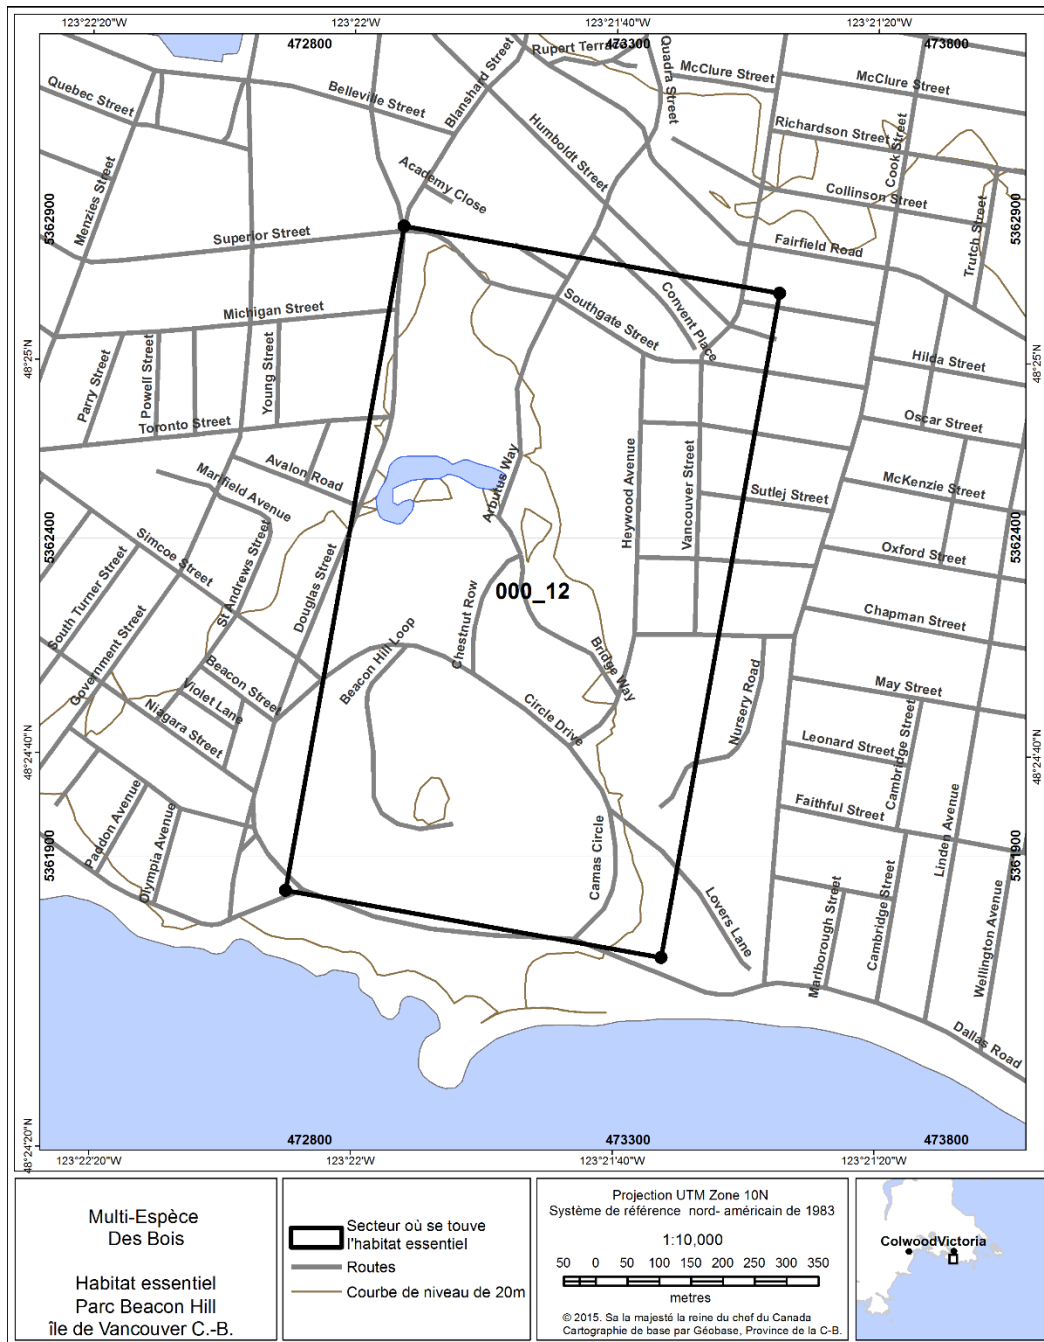 123°22'20"W
123°22'W
123°21'40"W
123°21'20"W
472800
473300
473800
Rupert Terrace
Quadra Street
McClure Street
McClure Street
Quebec Street
Belleville Street
Blanshard Street
Humboldt Street
Richardson Street
Cook Street
Academy Close
Collinson Street
Menzies Street
Trutch Street
5362900
5362900
Superior Street
Fairfield Road
Convent Place
Michigan Street
Southgate Street
48°25'N
48°25'N
Parry Street
Powell Street
Young Street
Hilda Street
Toronto Street
Oscar Street
Avalon Road
Marifield Avenue
Arbutus Way
Heywood Avenue
Vancouver Street
Sutlej Street
McKenzie Street
5362400
5362400
Simcoe Street
St Andrews Street
Douglas Street
Oxford Street
South Turner Street
000_12
Chestnut Row
Chapman Street
Government Street
Beacon Hill Loop
Bridge Way
Beacon Street
Violet Lane
May Street
Niagara Street
Circle Drive
Nursery Road
Leonard Street
Cambridge Street
48°24'40"N
48°24'40"N
Faithful Street
Paddon Avenue
Olympia Avenue
Camas Circle
Linden Avenue
5361900
5361900
Lovers Lane
Marlborough Street
Cambridge Street
Wellington Avenue
Dallas Road
48°24'20"N
472800
473300
473800
123°22'20"W
123°22'W
123°21'40"W
123°21'20"W
Multi-Espèce
Des Bois
Habitat essentiel
Parc Beacon Hill
île de Vancouver C.-B.
Secteur où se touve
l'habitat essentiel
Routes
Courbe de niveau de 20m
Projection UTM Zone 10N
Système de référence nord- américain de 1983
1:10,000
50 0 50 100 150 200 250 300 350
metres
© 2015. Sa la majesté la reine du chef du Canada
Cartographie de base par Géobase, Province de la C-B.
ColwoodVictoria